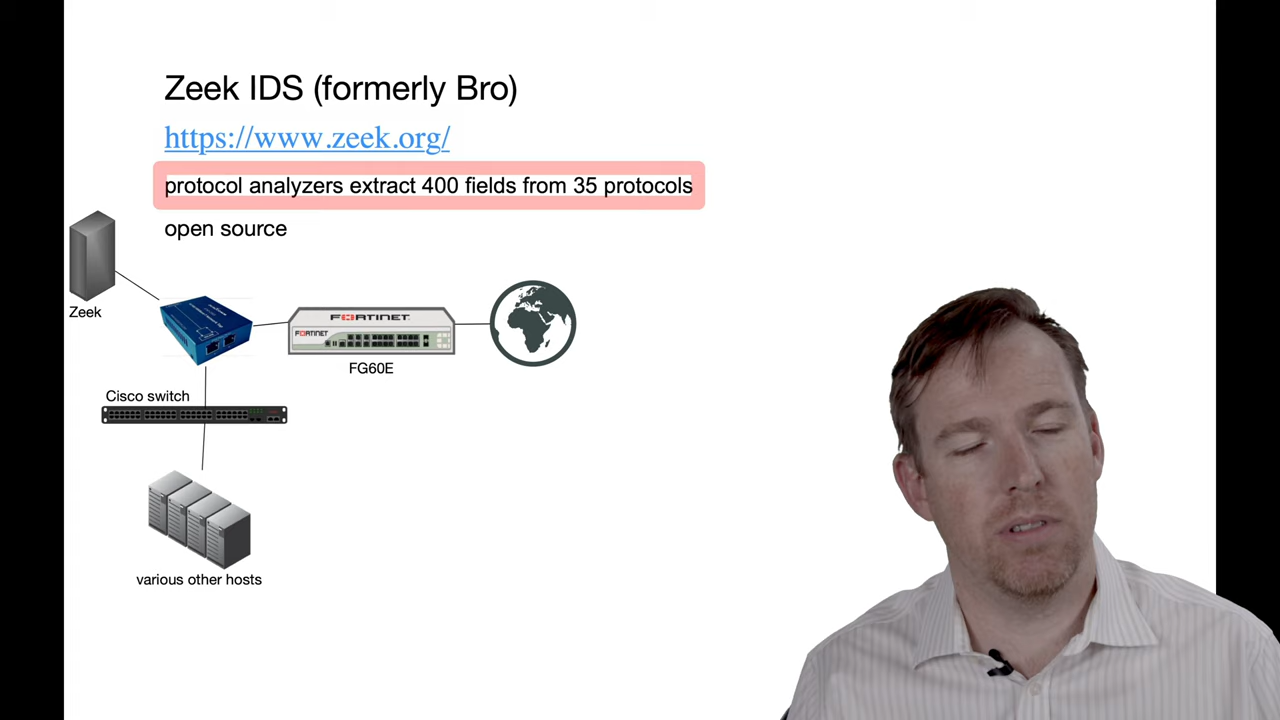 Zeek IDS (formerly Bro)
https://www.zeek.org/
protocol analyzers extract 400 fields from 35 protocols
open source
Zeek
FORTINET
FORTINET
FG60E
Cisco switch
various other hosts